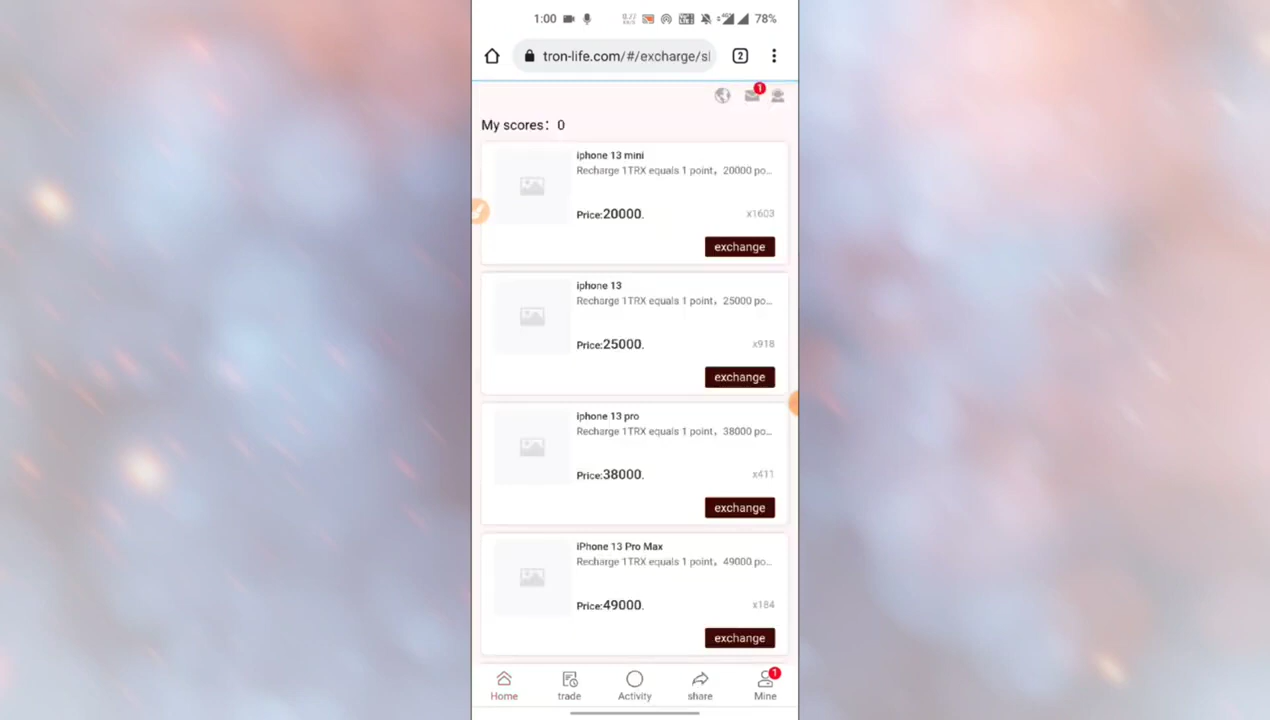 1:00 78%
tron-life.com/#/excharge/sl 2
1
My scores：0
iphone 13 mini
Recharge 1TRX equals 1 point，20000 po...
Price:20000. x1603
exchange
iphone 13
Recharge 1TRX equals 1 point，25000 po...
Price:25000. x918
exchange
iphone 13 pro
Recharge 1TRX equals 1 point，38000 po...
Price:38000. x411
exchange
iPhone 13 Pro Max
Recharge 1TRX equals 1 point，49000 po...
Price:49000. x184
exchange
1
Home trade Activity share Mine